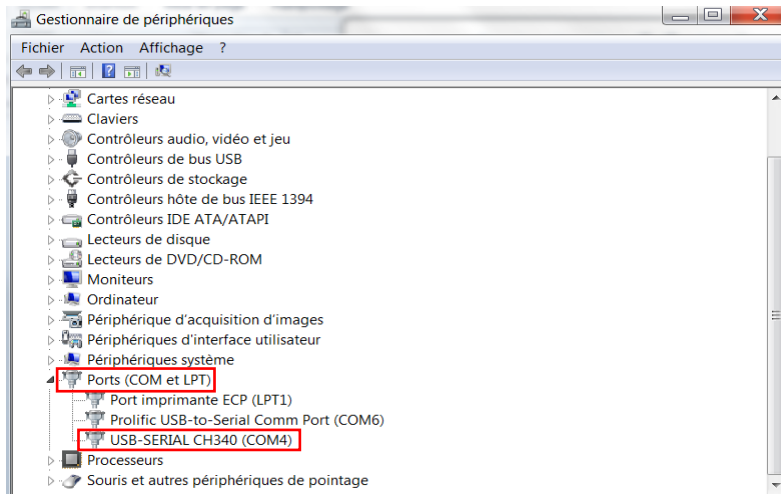 Gestionnaire de périphériques
Fichier Action Affichage ?
Cartes réseau
Claviers
Contrôleurs audio, vidéo et jeu
Contrôleurs de bus USB
Contrôleurs de stockage
Contrôleurs hôte de bus IEEE 1394
Contrôleurs IDE ATA/ATAPI
Lecteurs de disque
Lecteurs de DVD/CD-ROM
Moniteurs
Ordinateur
Périphérique d'acquisition d'images
Périphériques d'interface utilisateur
Périphériques système
Ports (COM et LPT)
Port imprimante ECP (LPT1)
Prolific USB-to-Serial Comm Port (COM6)
USB-SERIAL CH340 (COM4)
Processeurs
Souris et autres périphériques de pointage